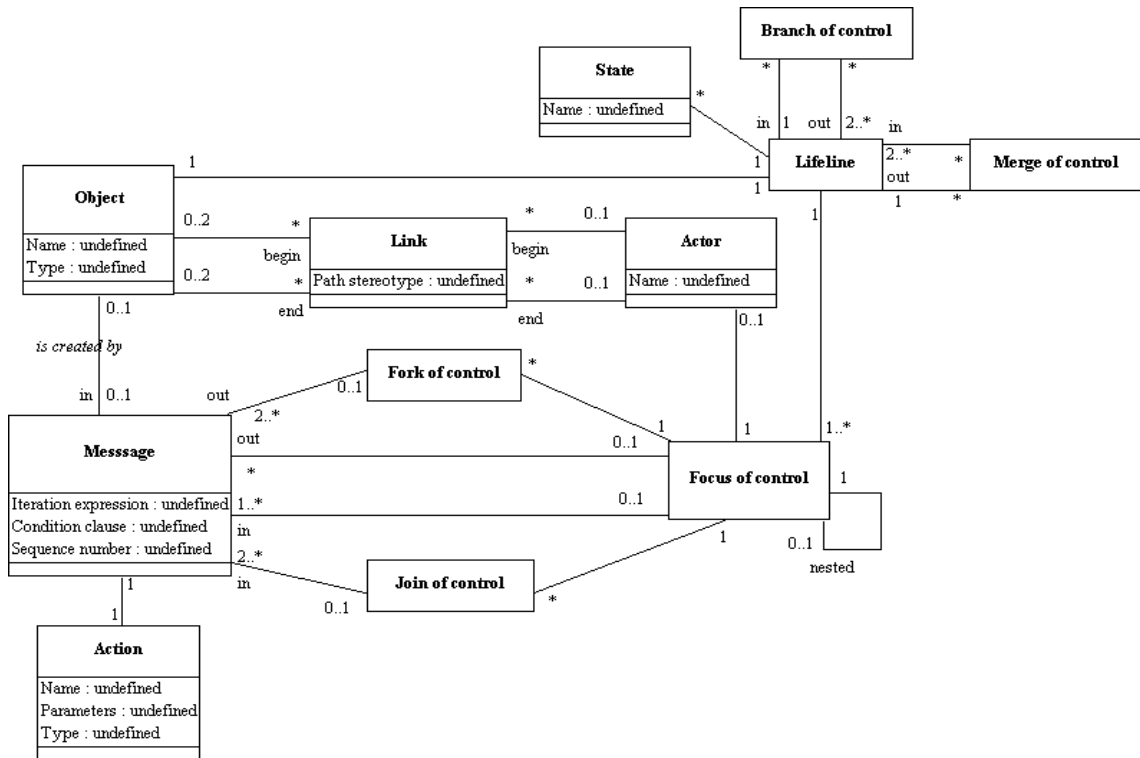 Branch of control
State
Name : undefined
*
*
*
in
1
out
2..*
in
Lifeline
2..*
out
*
Merge of control
1
1
1
1
*
1
Object
Name : undefined
Type : undefined
0..2
*
begin
0..2
*
end
Link
Path stereotype : undefined
*
0..1
begin
*
0..1
end
Actor
Name : undefined
0..1
0..1
is created by
in
0..1
out
2..*
0..1
Fork of control
*
1
1
1..*
Messsage
Iteration expression : undefined
Condition clause : undefined
Sequence number : undefined
out
*
0..1
1..*
in
0..1
Focus of control
1
0..1
nested
2..*
in
0..1
Join of control
*
1
1
1
Action
Name : undefined
Parameters : undefined
Type : undefined